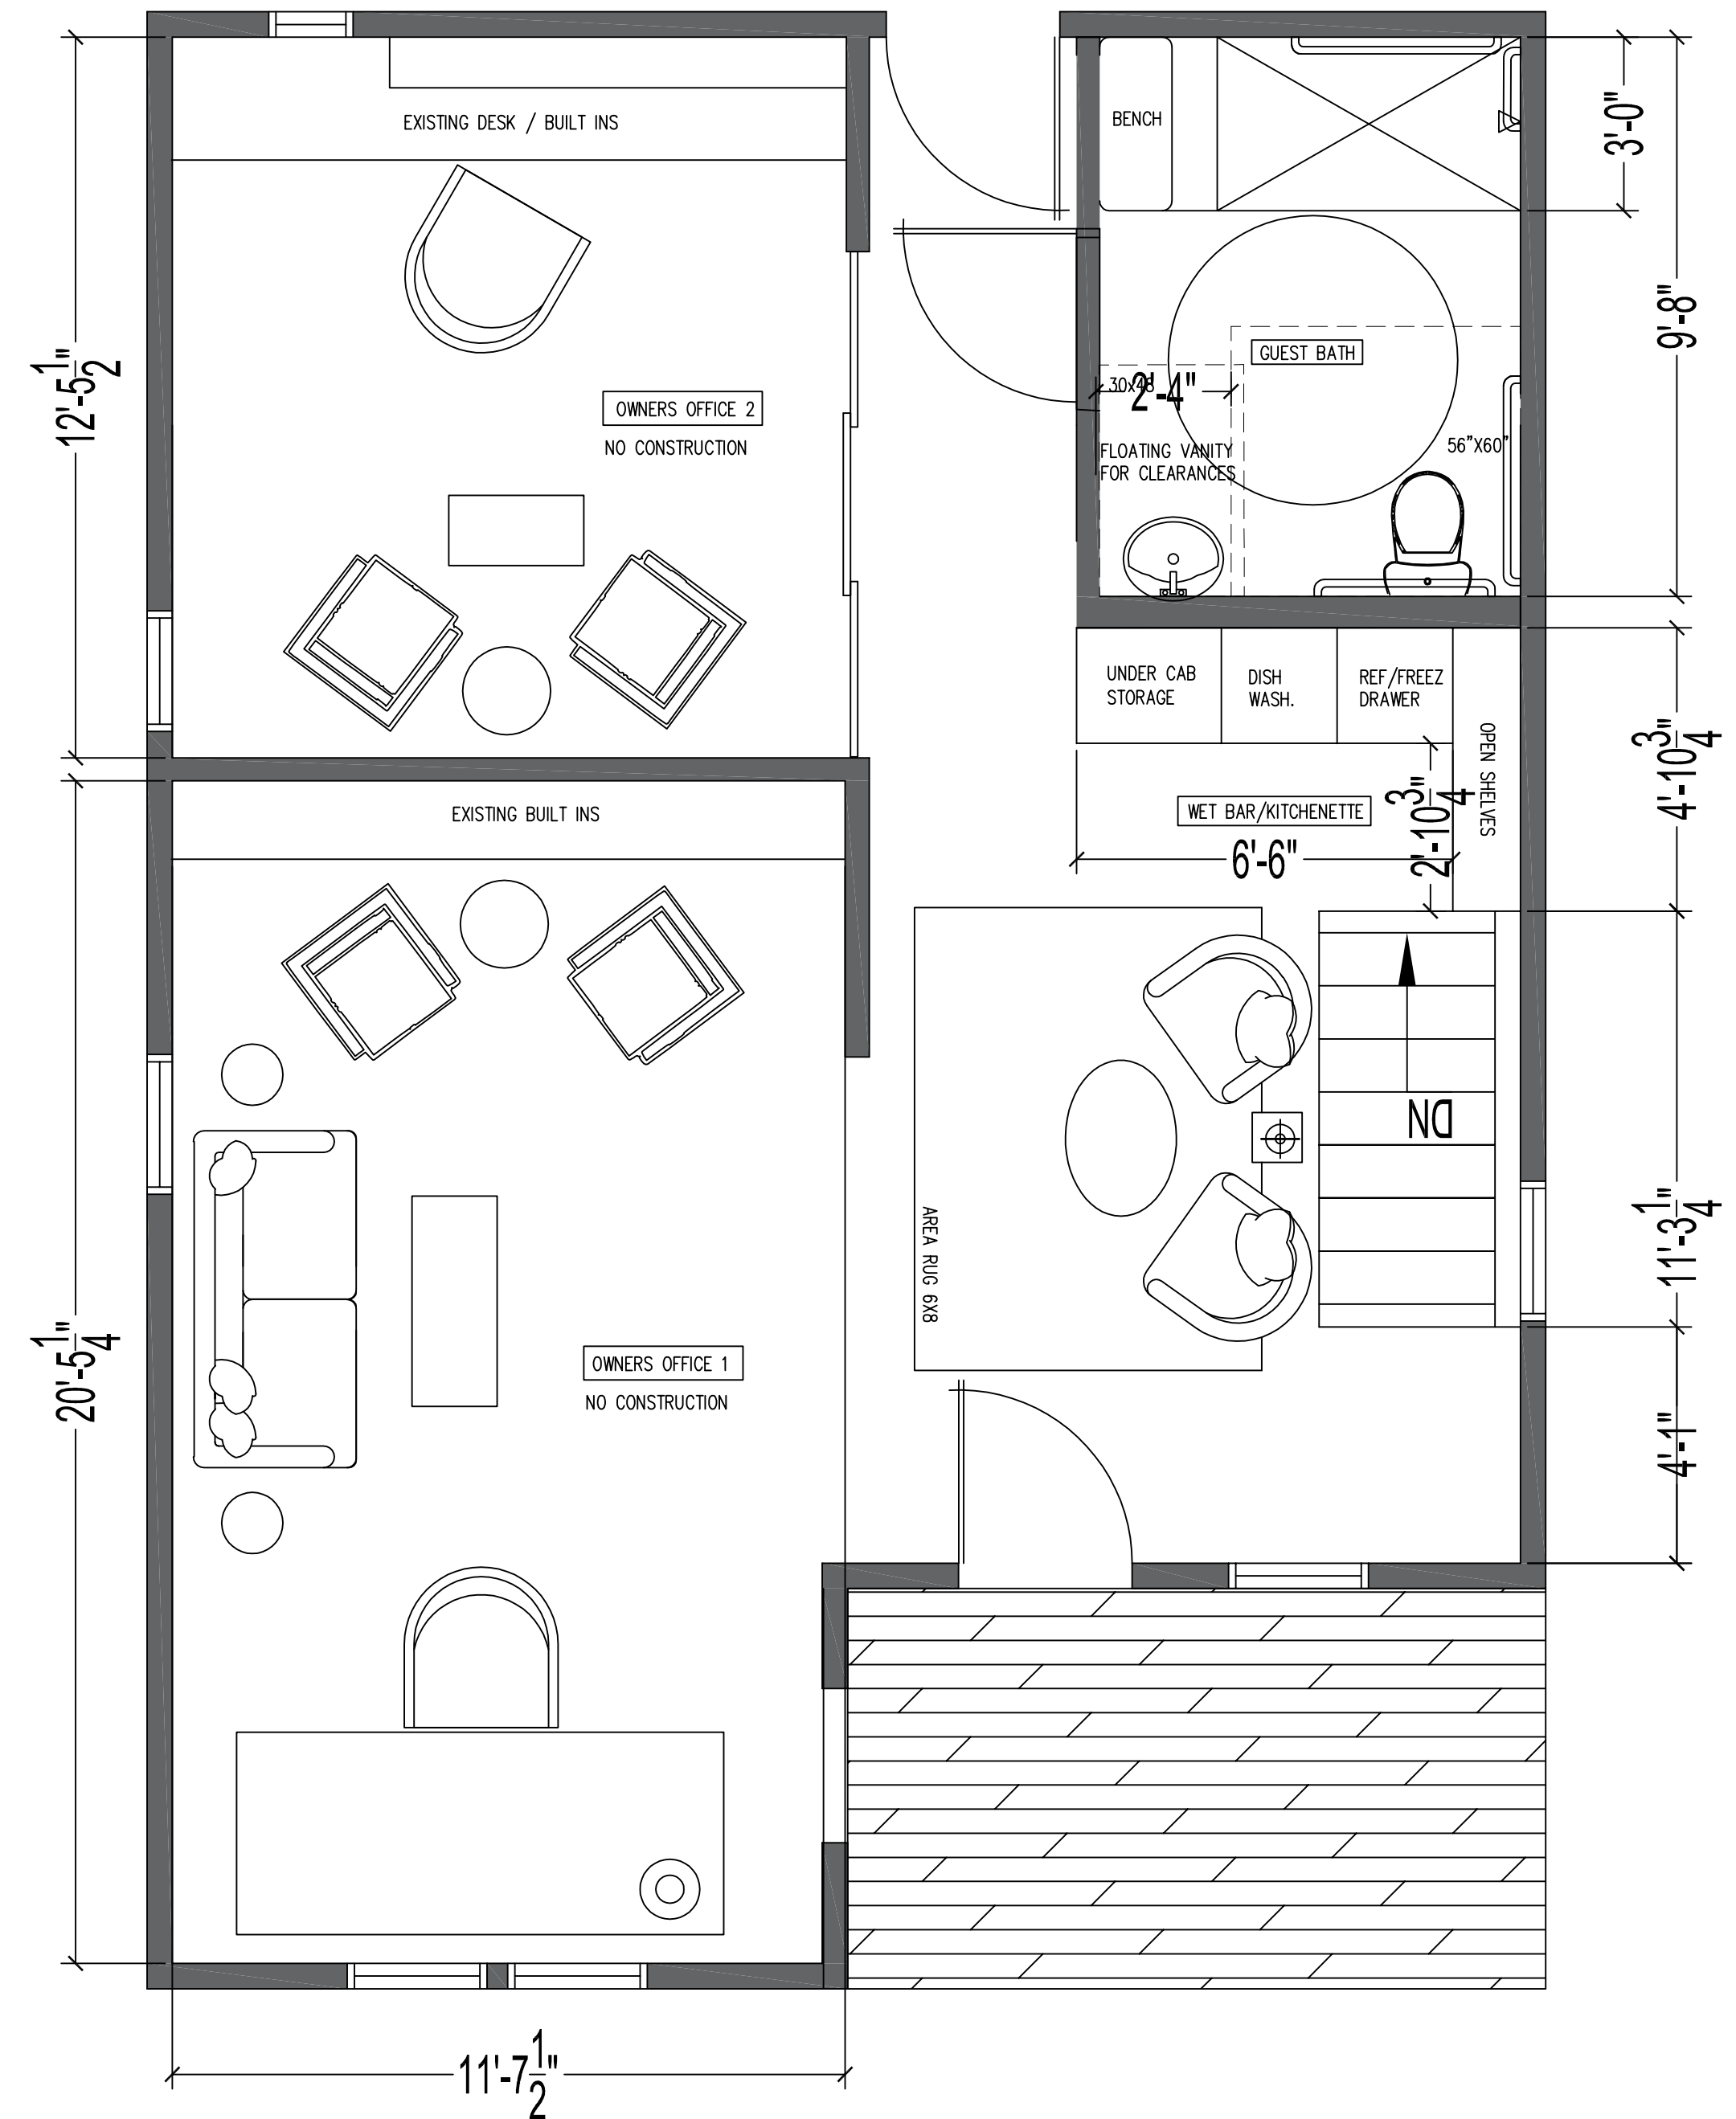 EXISTING DESK / BUILT INS
BENCH
3'-0"
9'-8"
12'-5 1/2"
GUEST BATH
30x48
2'-4"
OWNERS OFFICE 2
NO CONSTRUCTION
56"X60"
FLOATING VANITY
FOR CLEARANCES
UNDER CAB
STORAGE
DISH
WASH.
REF/FREEZ
DRAWER
OPEN SHELVES
4'-10 3/4"
EXISTING BUILT INS
WET BAR/KITCHENETTE
2'-10 3/4"
6'-6"
DN
AREA RUG 6X8
11'-3 1/4"
20'-5 1/4"
OWNERS OFFICE 1
NO CONSTRUCTION
4'-1"
11'-7 1/2"